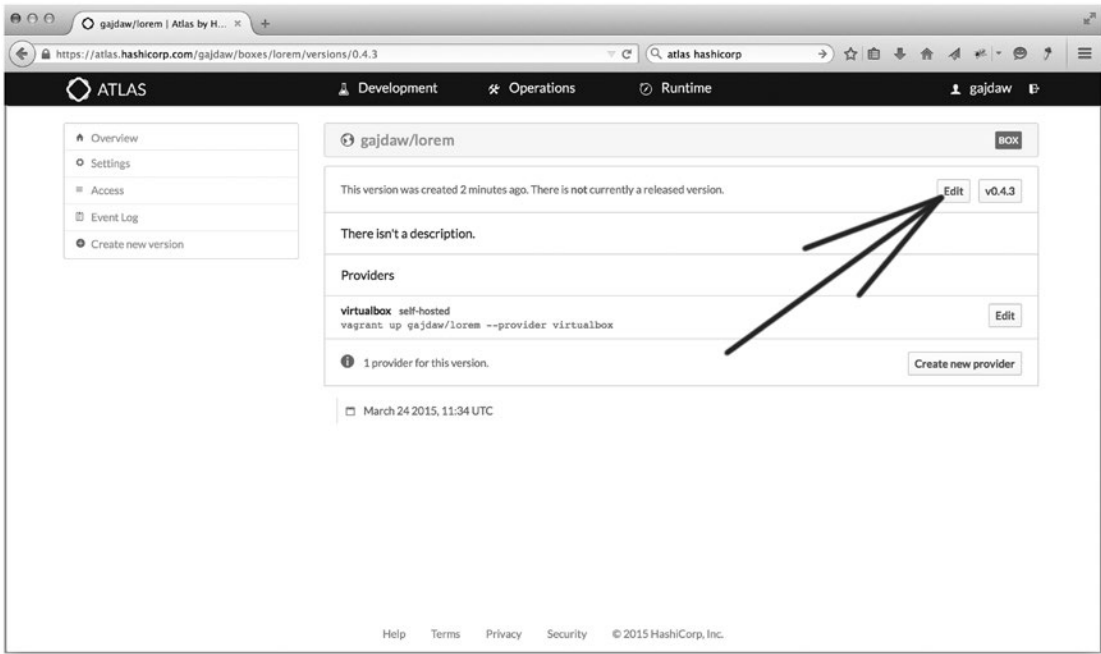 gajdaw/lorem | Atlas by H... × +
https://atlas.hashicorp.com/gajdaw/boxes/lorem/versions/0.4.3
atlas hashicorp
ATLAS Development Operations Runtime gajdaw
Overview
Settings
Access
Event Log
Create new version
gajdaw/lorem BOX
This version was created 2 minutes ago. There is not currently a released version. Edit v0.4.3
There isn't a description.
Providers
virtualbox self-hosted
vagrant up gajdaw/lorem --provider virtualbox
Edit
1 provider for this version. Create new provider
March 24 2015, 11:34 UTC
Help Terms Privacy Security © 2015 HashiCorp, Inc.